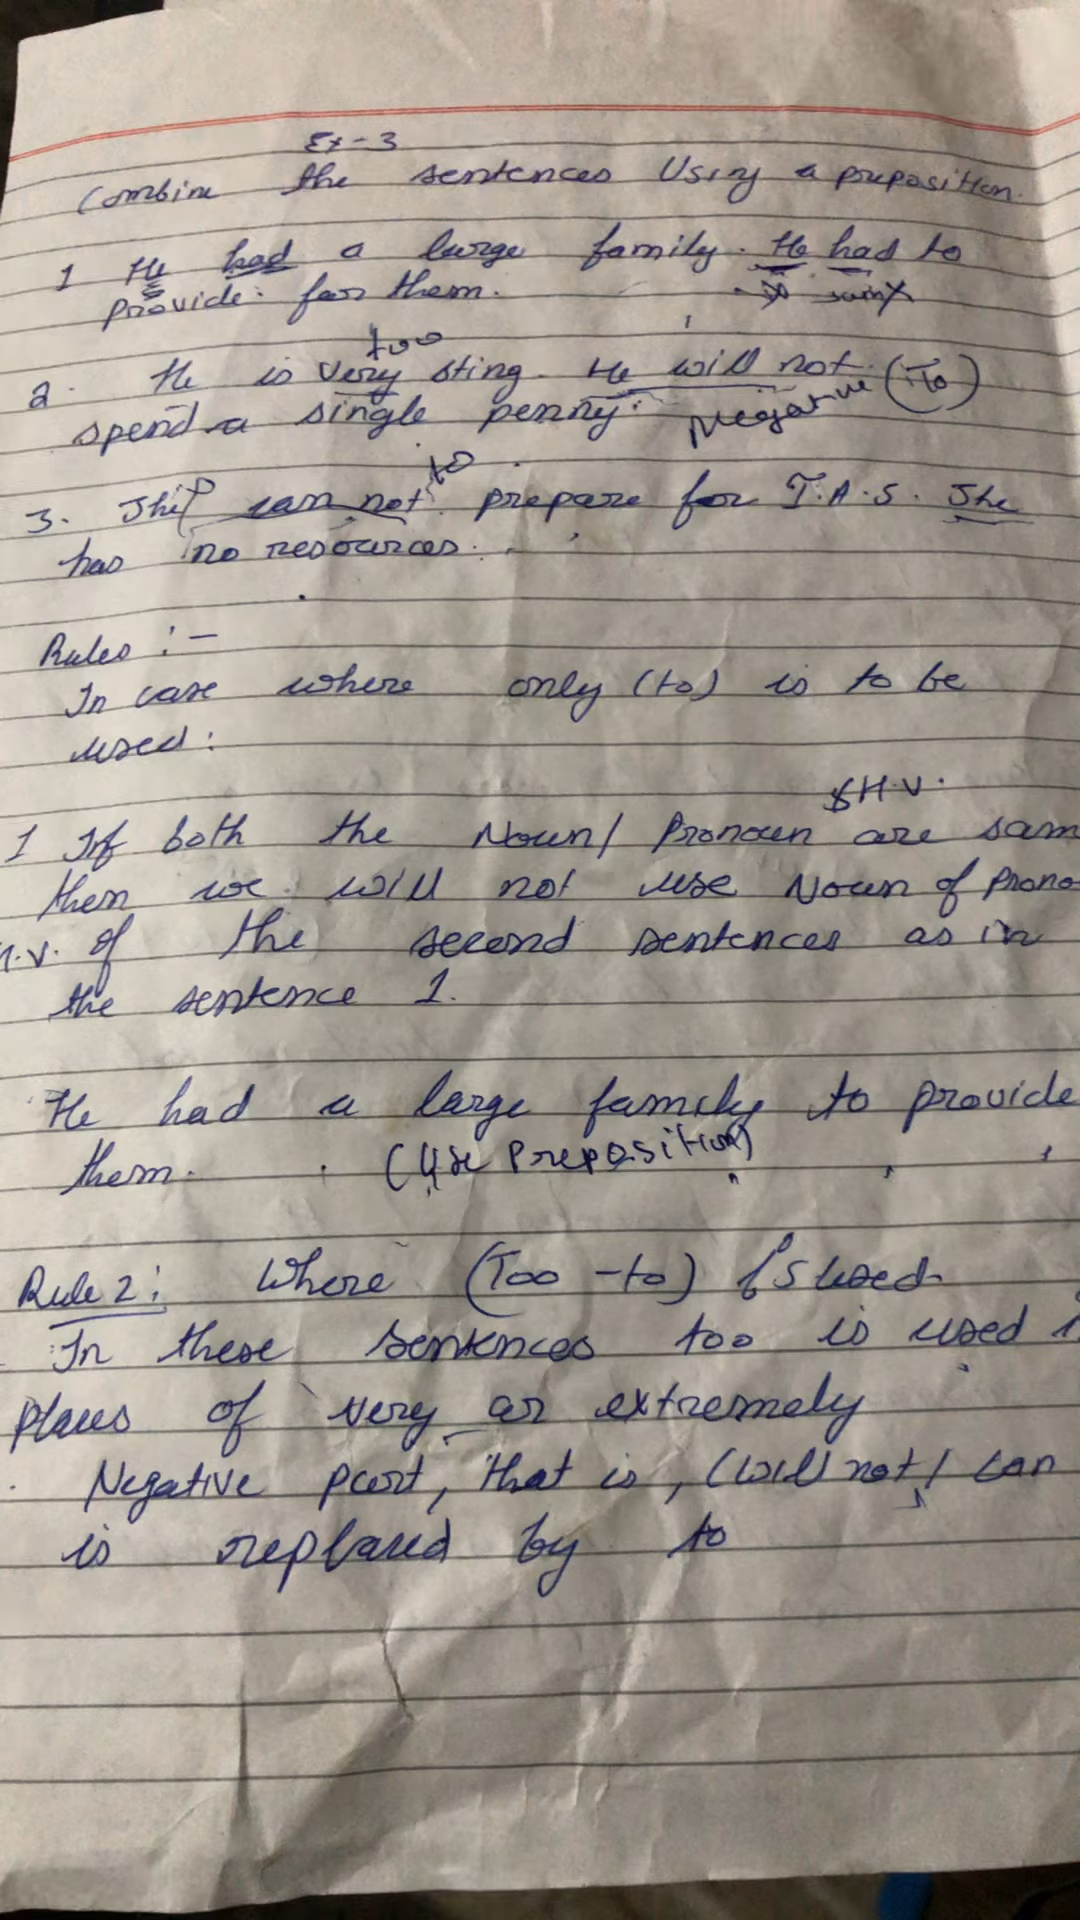 Ex-3
Combine the sentences Using a preposition.
1 He had a large family. He had to
provide for them.
too
2. He is very sting. He will not (To)
spend a single penny. Negative
to
3. She can not prepare for I.A.S. She
has no resources.
Rules :-
In case where only (to) is to be
used:
H.V.
1 If both the Noun/ Pronoun are sam
then we will not use Noun of Prono
H.V. of the second sentences as in
the sentence 1.
He had a large family to provide
them. (Use Preposition)
Rule 2: Where (Too -to) is used
In these sentences too is used i
places of very or extremely
Negative part, that is, (will not / can
is replaced by to